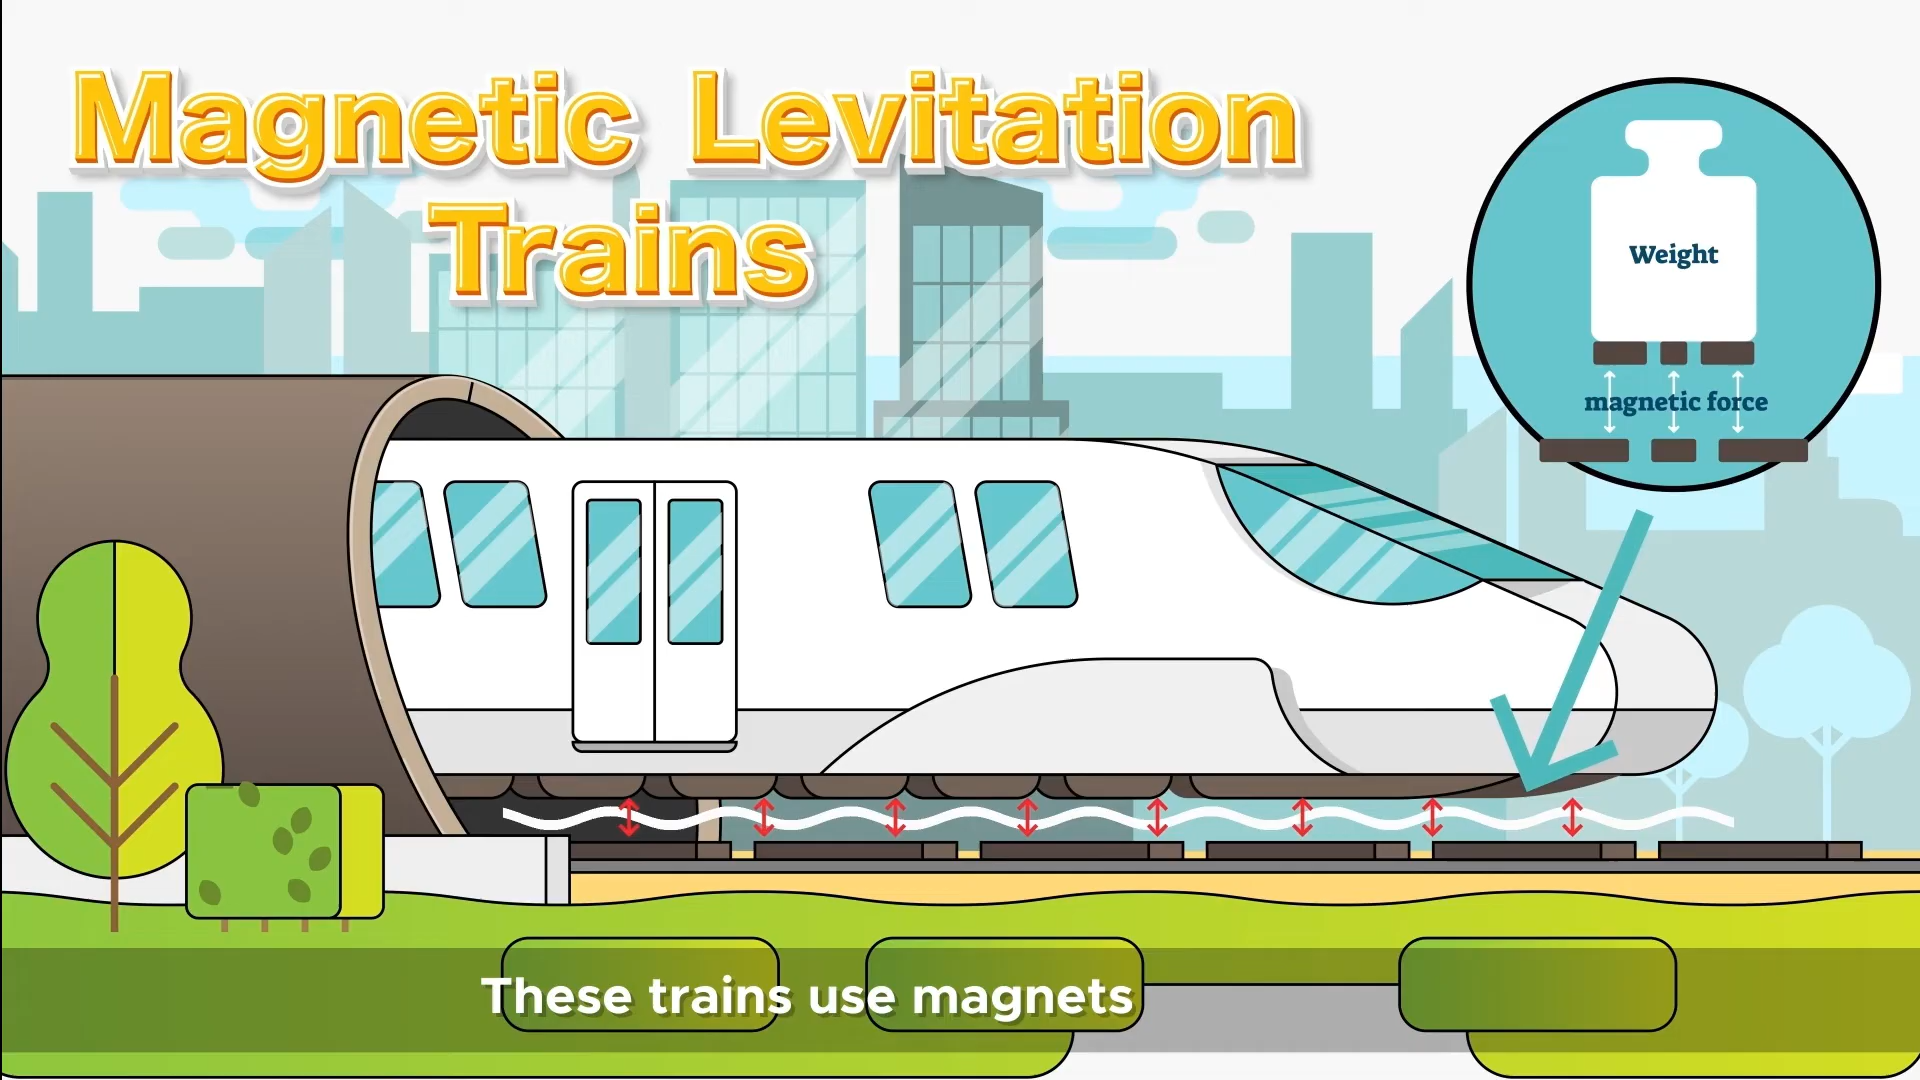 Magnetic Levitation
Trains
Weight
magnetic force
These trains use magnets